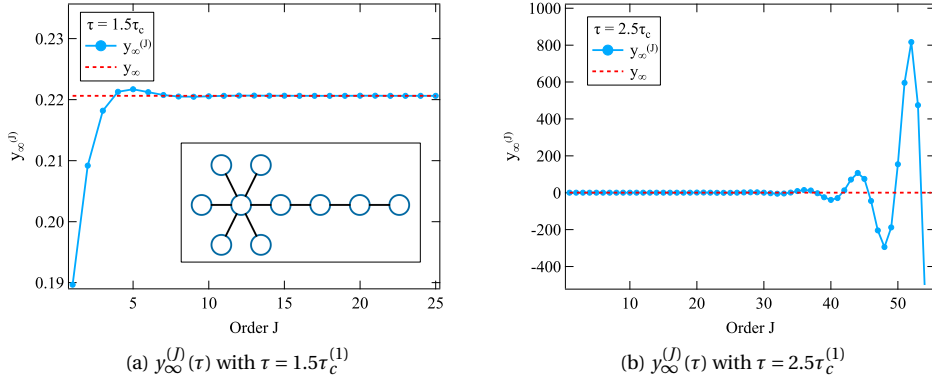 0.23
0.22
0.21
0.20
0.19
y∞^(J)
τ = 1.5τc
y∞^(J)
y∞
5 10 15 20 25
Order J
(a) y∞^(J)(τ) with τ = 1.5τc^(1)
1000
800
600
400
200
0
-200
-400
y∞^(J)
τ = 2.5τc
y∞^(J)
y∞
10 20 30 40 50
Order J
(b) y∞^(J)(τ) with τ = 2.5τc^(1)